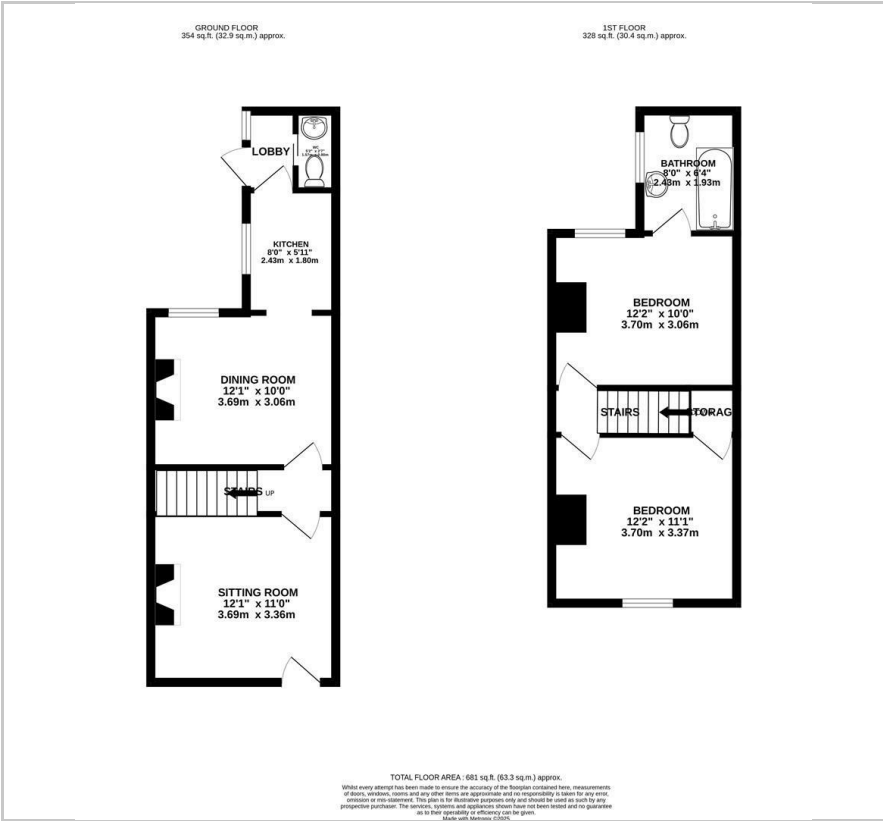 GROUND FLOOR
354 sq.ft. (32.9 sq.m.) approx.
1ST FLOOR
328 sq.ft. (30.4 sq.m.) approx.
LOBBY
WC
KITCHEN
8'0" x 5'11"
2.43m x 1.80m
DINING ROOM
12'1" x 10'0"
3.69m x 3.06m
STAIRS
UP
SITTING ROOM
12'1" x 11'0"
3.69m x 3.36m
BATHROOM
8'0" x 6'4"
2.43m x 1.93m
BEDROOM
12'2" x 10'0"
3.70m x 3.06m
STAIRS
STORAG
BEDROOM
12'2" x 11'1"
3.70m x 3.37m
TOTAL FLOOR AREA : 681 sq.ft. (63.3 sq.m.) approx.
Whilst every attempt has been made to ensure the accuracy of the floorplan contained here, measurements
of doors, windows, rooms and any other items are approximate and no responsibility is taken for any error,
omission or mis-statement. This plan is for illustrative purposes only and should be used as such by any
prospective purchaser. The services, systems and appliances shown have not been tested and no guarantee
as to their operability or efficiency can be given.
Made with Metropix ©2025